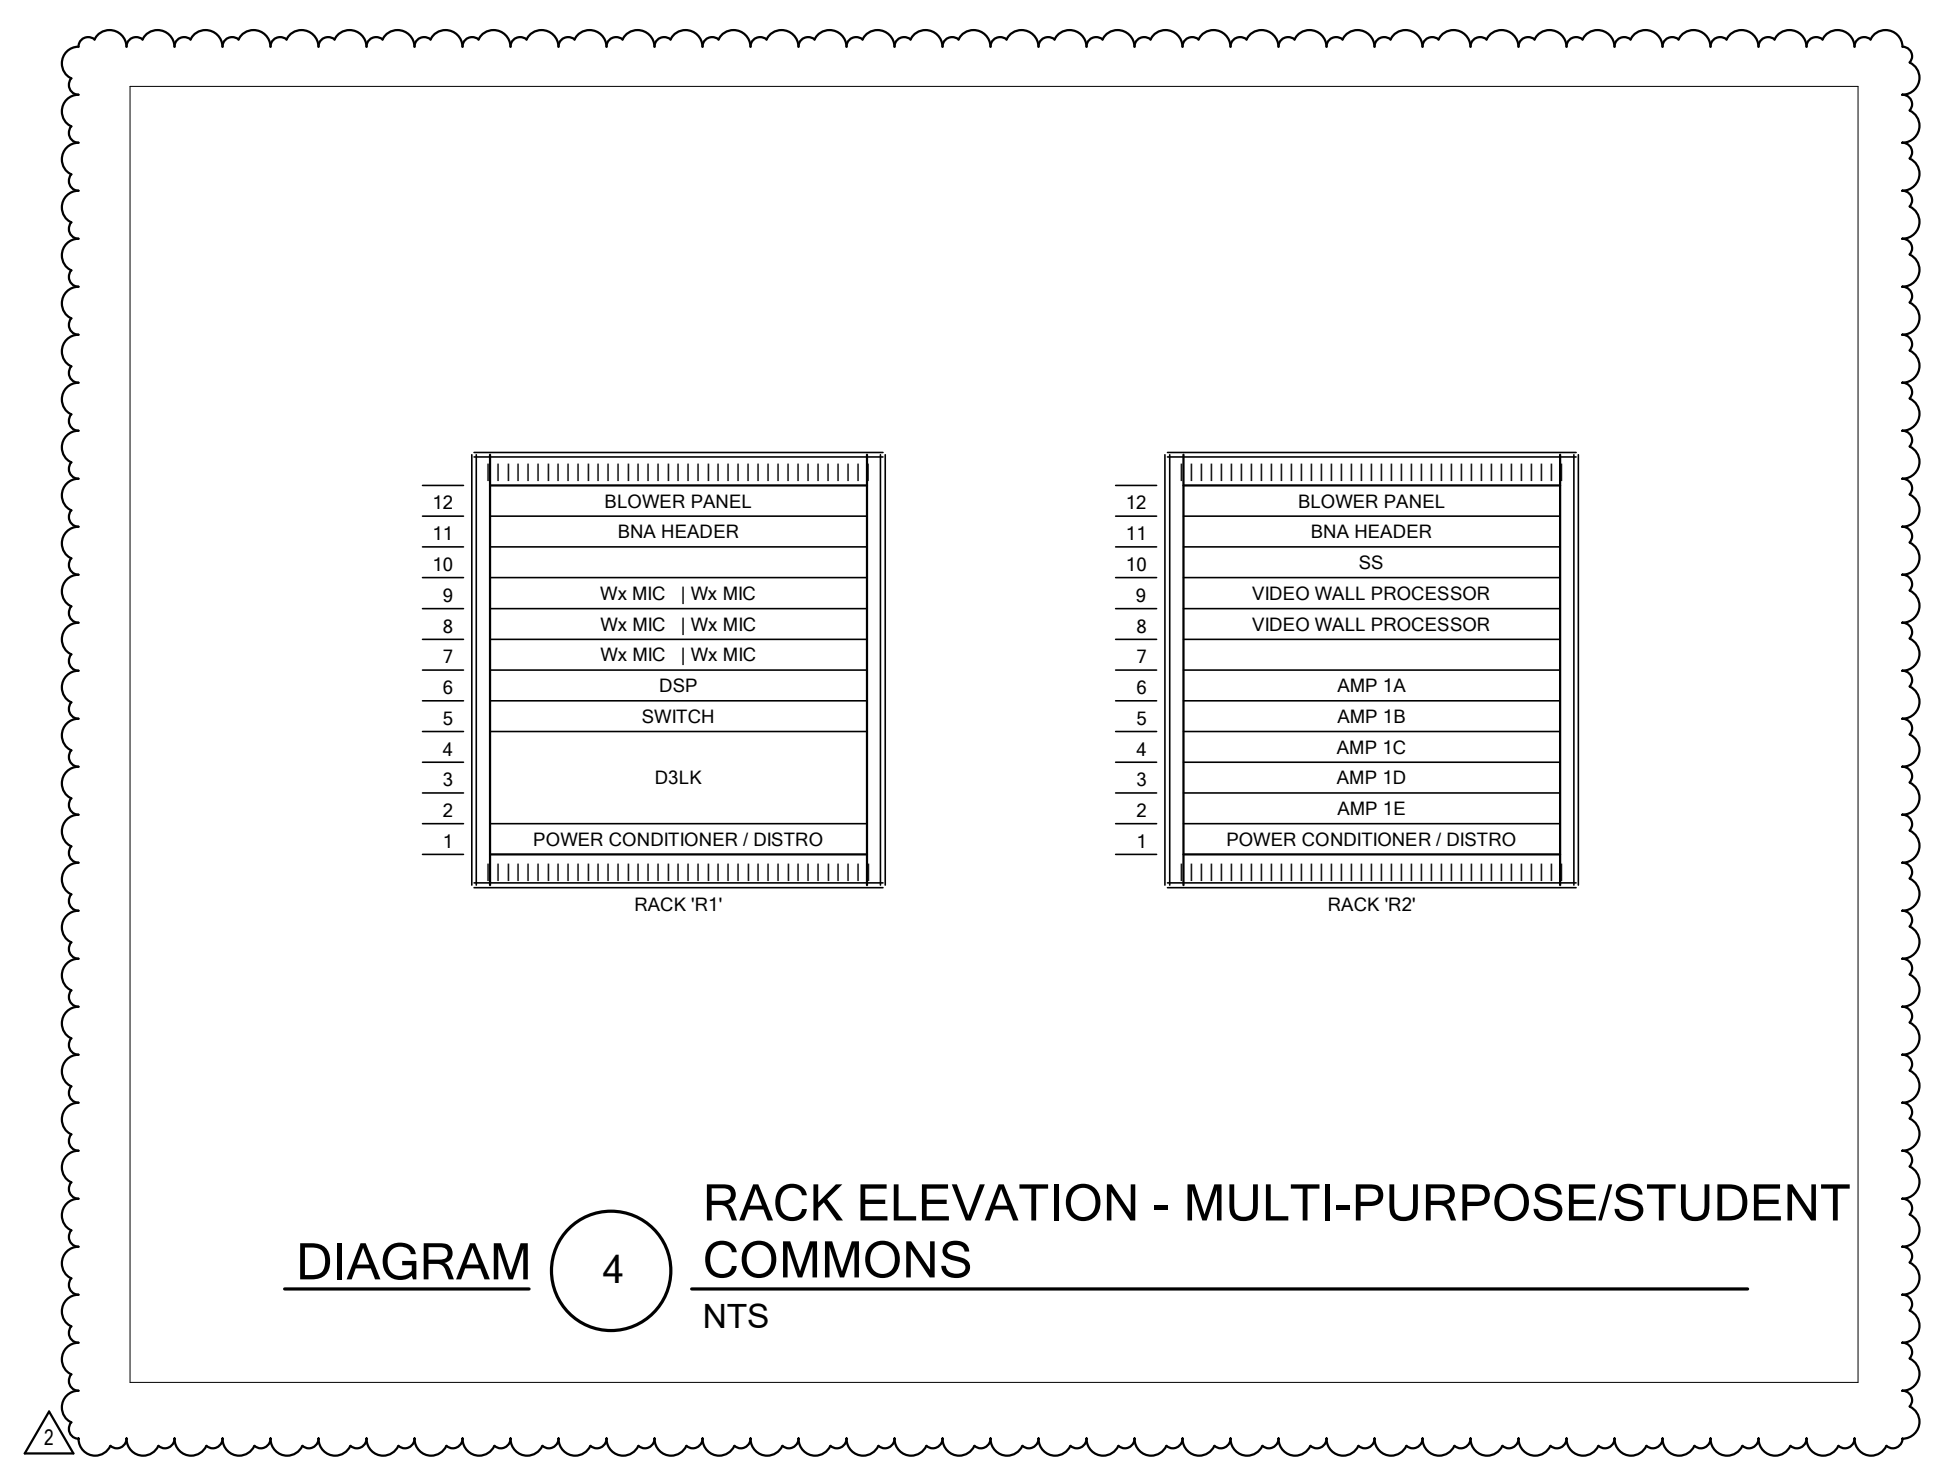 12 BLOWER PANEL
11 BNA HEADER
10
9 Wx MIC | Wx MIC
8 Wx MIC | Wx MIC
7 Wx MIC | Wx MIC
6 DSP
5 SWITCH
4
3 D3LK
2
1 POWER CONDITIONER / DISTRO
RACK 'R1'
12 BLOWER PANEL
11 BNA HEADER
10 SS
9 VIDEO WALL PROCESSOR
8 VIDEO WALL PROCESSOR
7
6 AMP 1A
5 AMP 1B
4 AMP 1C
3 AMP 1D
2 AMP 1E
1 POWER CONDITIONER / DISTRO
RACK 'R2'
DIAGRAM 4
RACK ELEVATION - MULTI-PURPOSE/STUDENT
COMMONS
NTS
2